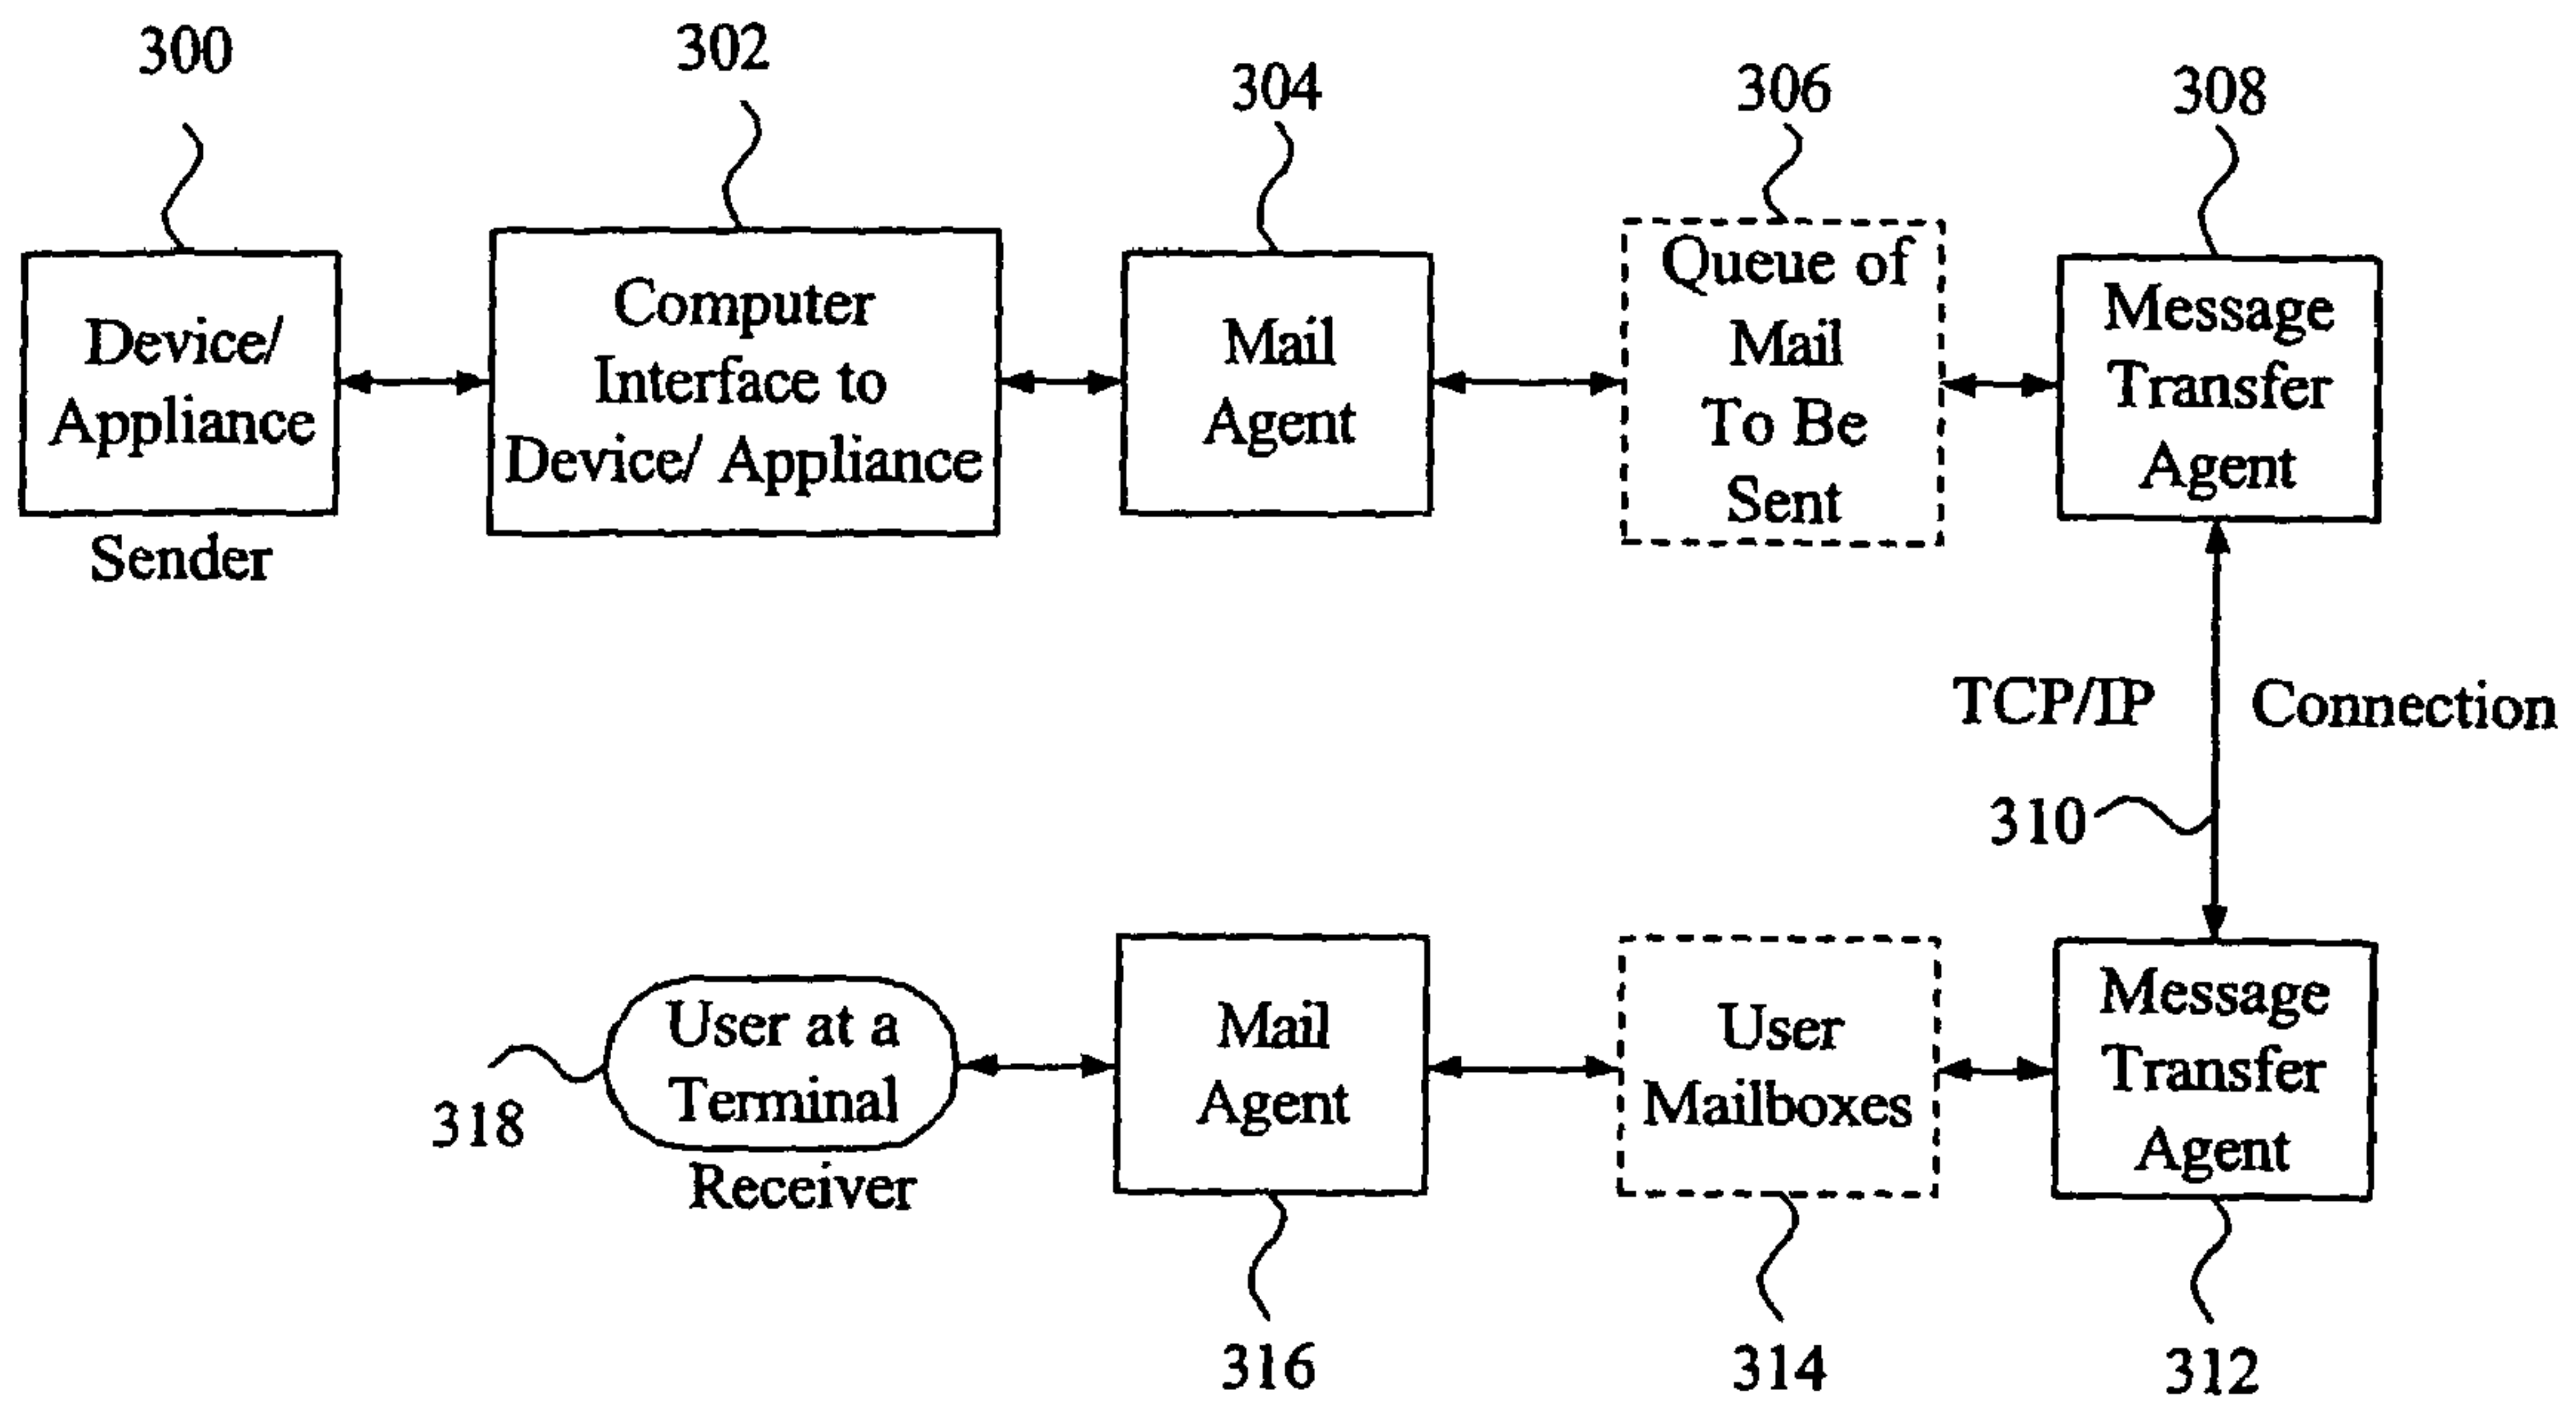 300
302
304
306
308
Device/
Appliance
Sender
Computer
Interface to
Device/ Appliance
Mail
Agent
Queue of
Mail
To Be
Sent
Message
Transfer
Agent
TCP/IP Connection
310
User at a
Terminal
Receiver
318
Mail
Agent
User
Mailboxes
Message
Transfer
Agent
316
314
312